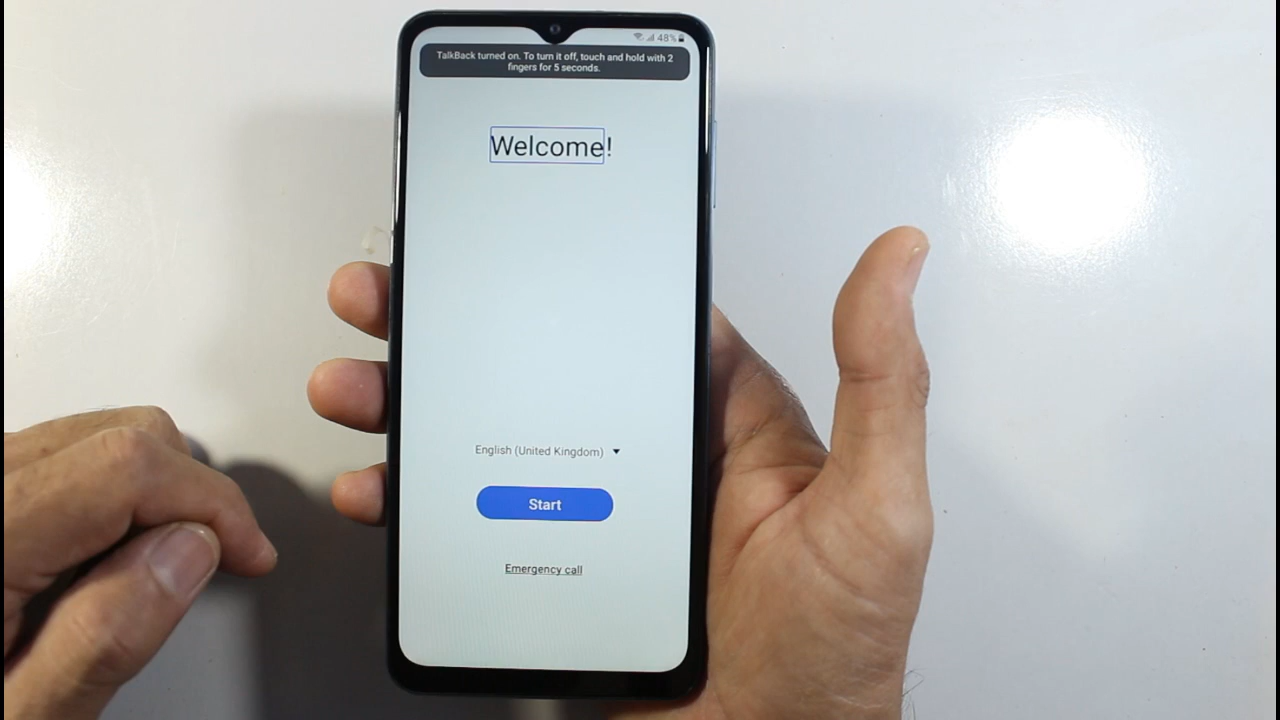 48%
TalkBack turned on. To turn it off, touch and hold with 2
fingers for 5 seconds.
Welcome!
English (United Kingdom)
Start
Emergency call